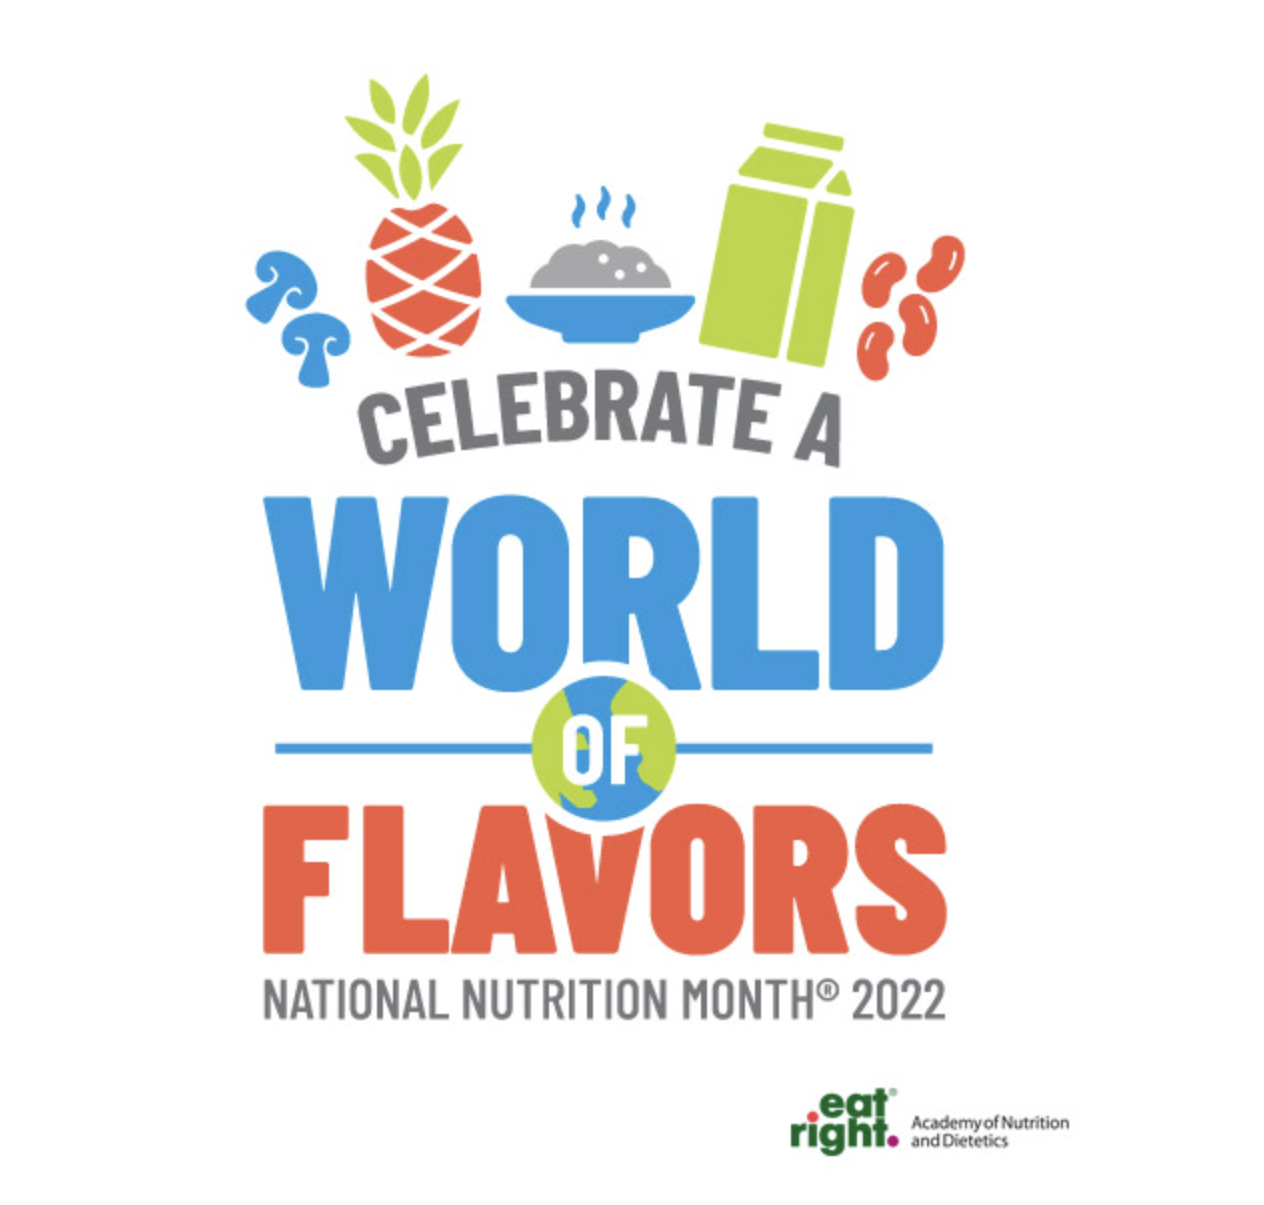 CELEBRATE A
WORLD
OF
FLAVORS
NATIONAL NUTRITION MONTH® 2022
eat®
right.
Academy of Nutrition
and Dietetics